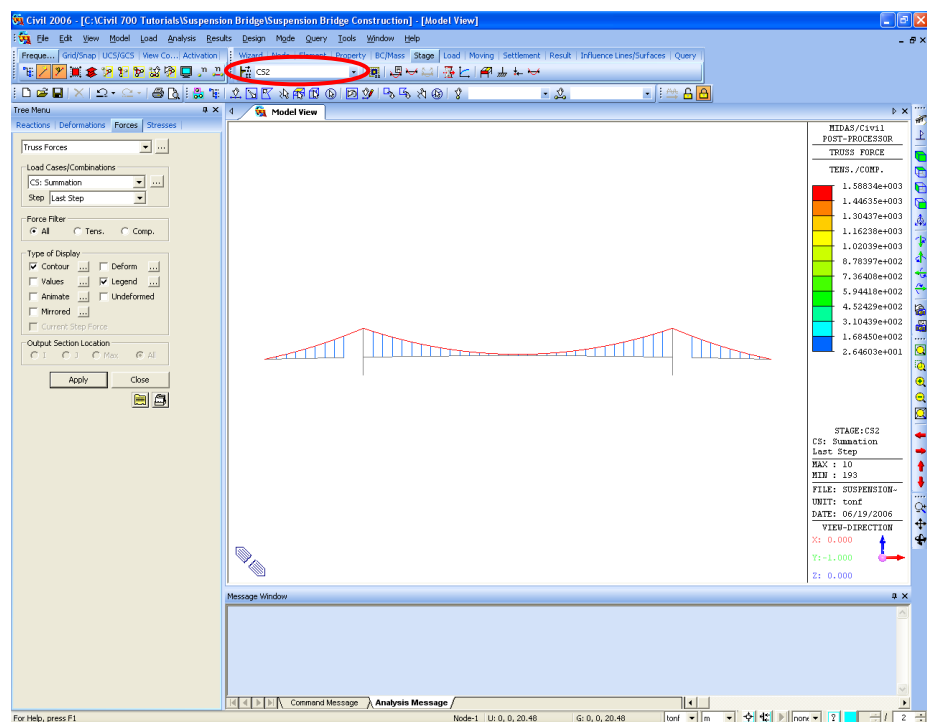 Civil 2006 - [C:\Civil 700 Tutorials\Suspension Bridge\Suspension Bridge Construction] - [Model View]
File Edit View Model Load Analysis Results Design Mode Query Tools Window Help
Freque... Grid/Snap UCS/GCS View Co... Activation Wizard Node Element Property BC/Mass Stage Load Moving Settlement Result Influence Lines/Surfaces Query
CS2
Tree Menu
Model View
Reactions Deformations Forces Stresses
Truss Forces
Load Cases/Combinations
CS: Summation
Step Last Step
Force Filter
All Tens. Comp.
Type of Display
Contour ... Deform ...
Values ... Legend ...
Animate ... Undeformed
Mirrored ...
Current Step Force
Output Section Location
I J Max All
Apply Close
MIDAS/Civil
POST-PROCESSOR
TRUSS FORCE
TENS./COMP.
1.58834e+003
1.44635e+003
1.30437e+003
1.16238e+003
1.02039e+003
8.78397e+002
7.36408e+002
5.94418e+002
4.52429e+002
3.10439e+002
1.68450e+002
2.64603e+001
STAGE:CS2
CS: Summation
Last Step
MAX : 10
MIN : 193
FILE: SUSPENSION~
UNIT: tonf
DATE: 06/19/2006
VIEW-DIRECTION
X: 0.000
Y:-1.000
Z: 0.000
Message Window
Command Message Analysis Message
For Help, press F1 Node-1 U: 0, 0, 20.48 G: 0, 0, 20.48 tonf m none ? / 2